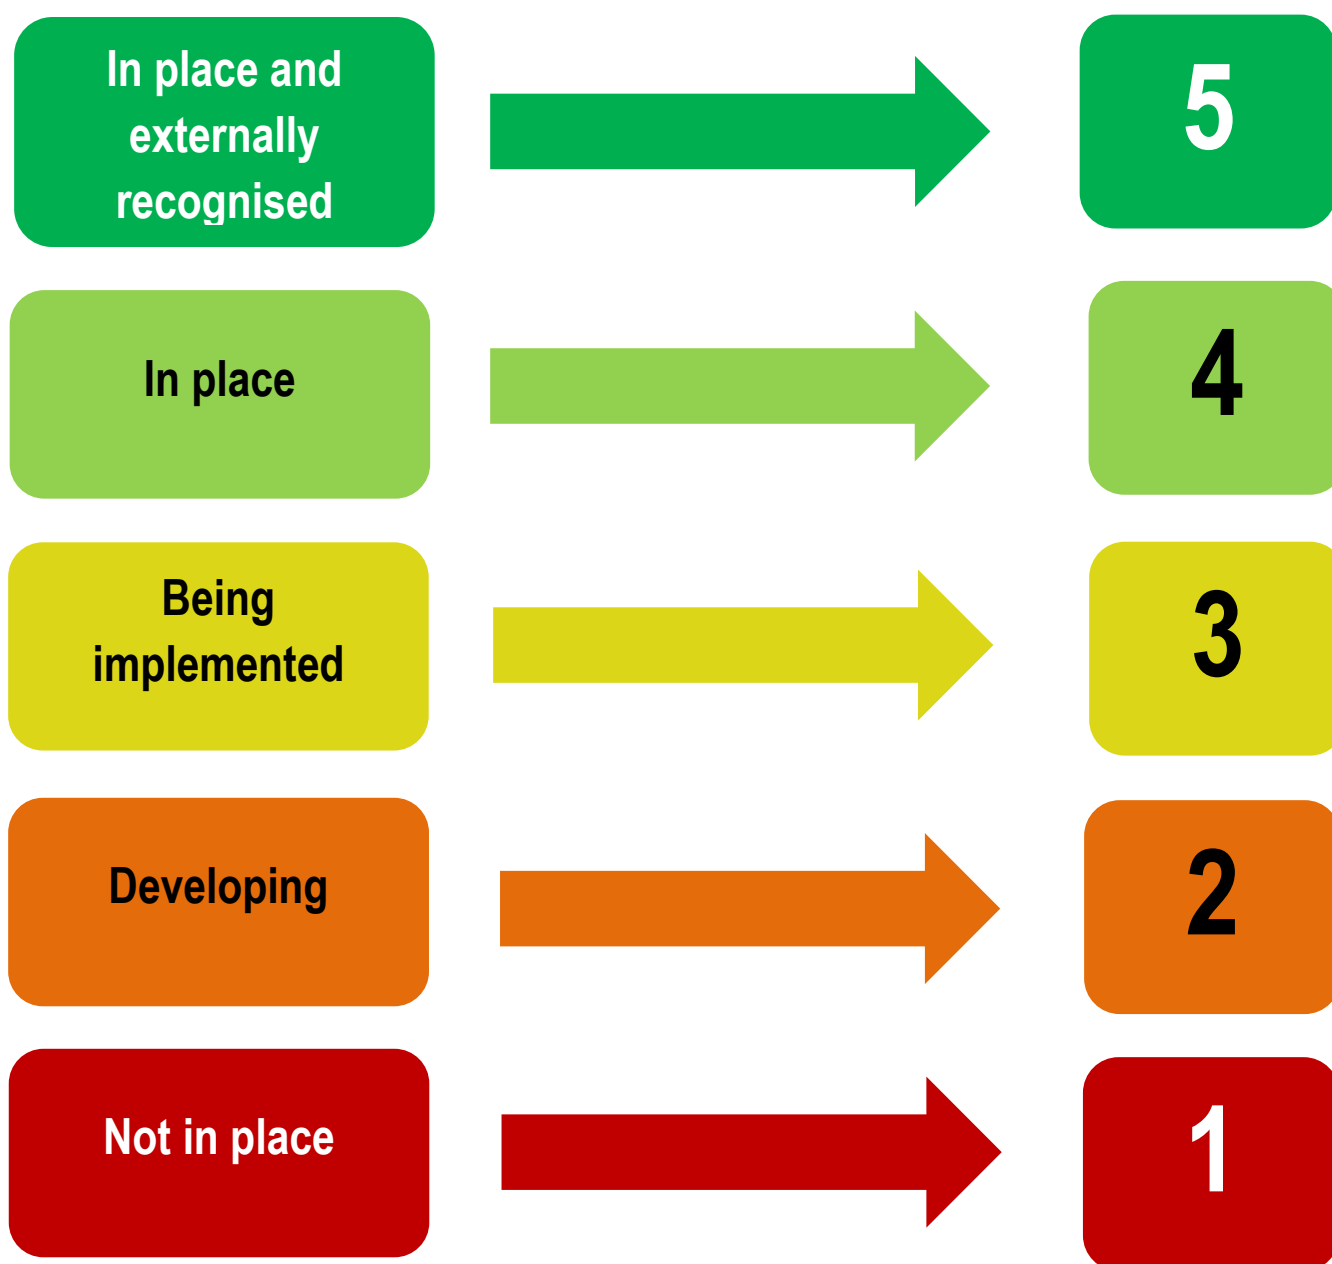 In place and
externally
recognised
5
In place
4
Being
implemented
3
Developing
2
Not in place
1